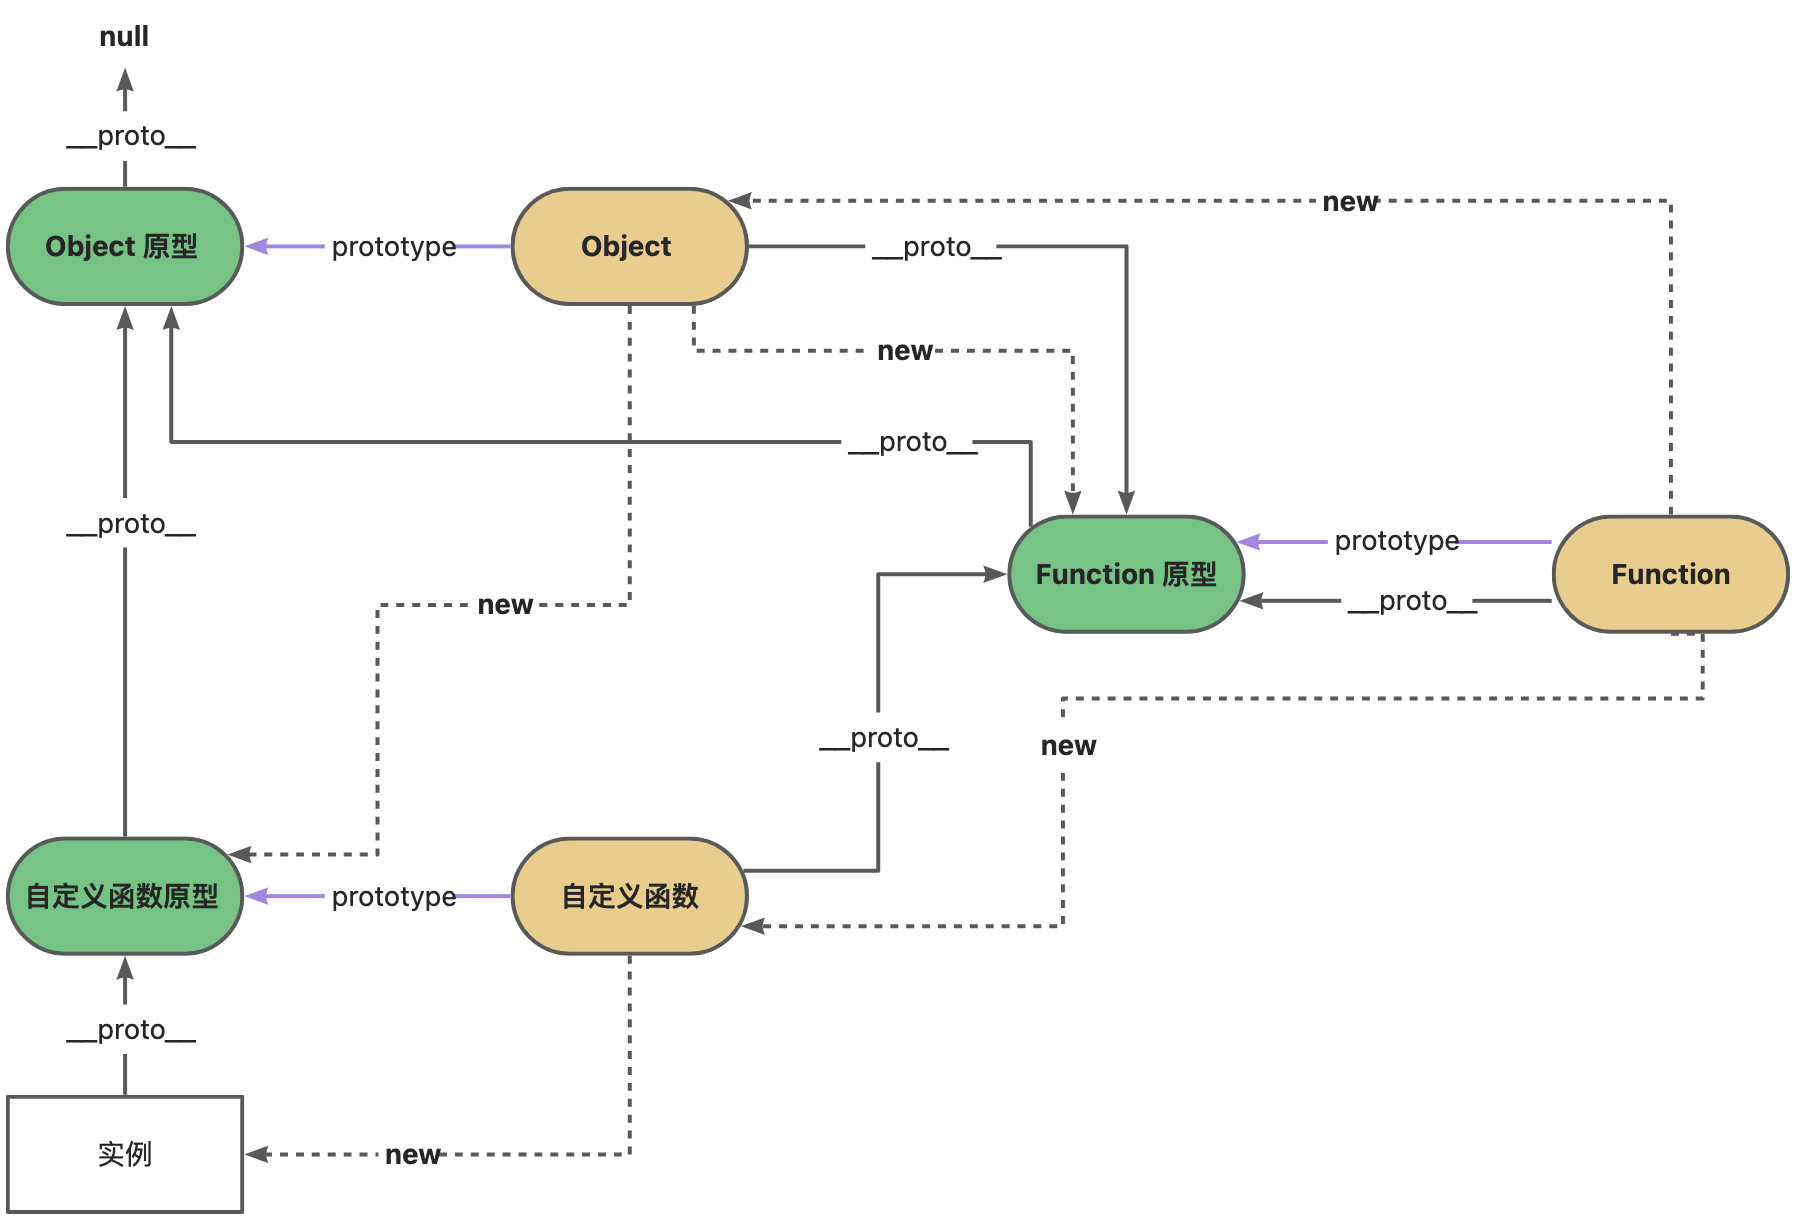 null
__proto__
new
Object 原型
prototype
Object
__proto__
new
__proto__
__proto__
prototype
Function 原型
Function
__proto__
new
__proto__
new
自定义函数原型
prototype
自定义函数
__proto__
实例
new